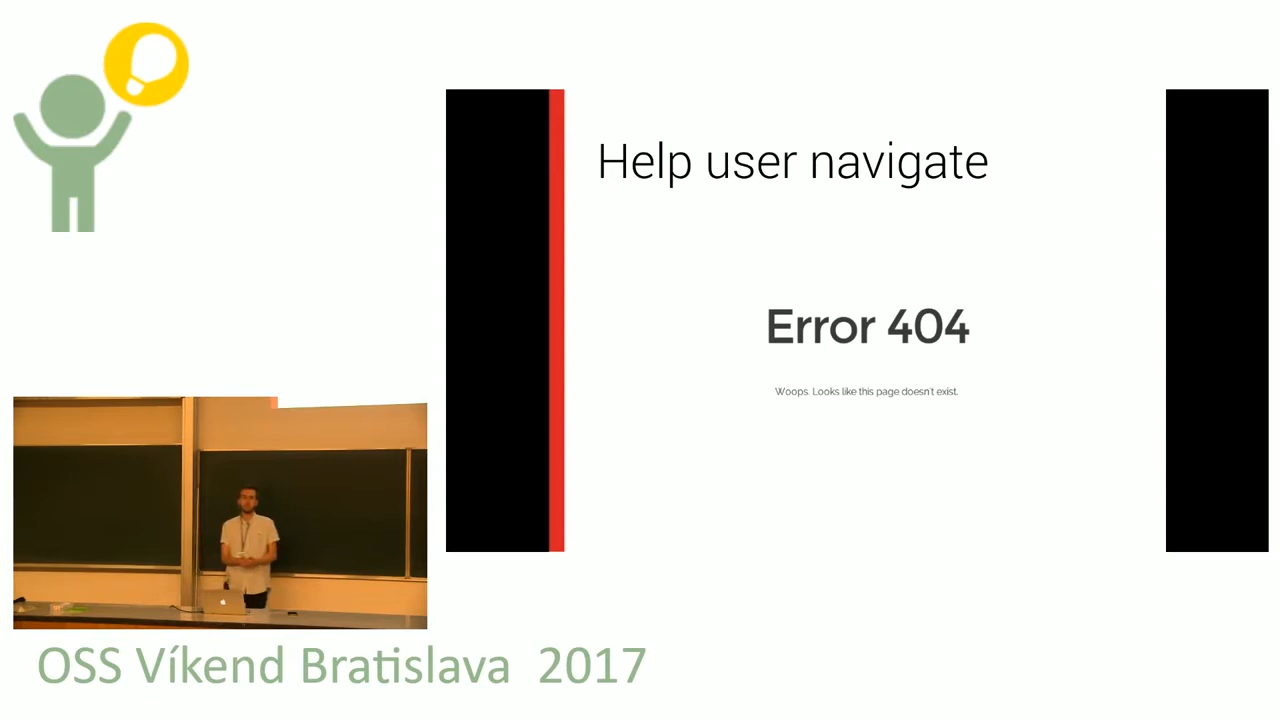 Help user navigate
Error 404
Woops. Looks like this page doesn't exist.
OSS Víkend Bratislava 2017